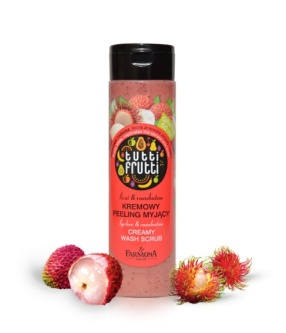 tutti
frutti
liczi & rambutan
KREMOWY
PEELING MYJĄCY
lychee & rambutan
CREAMY
WASH SCRUB
FARMONA